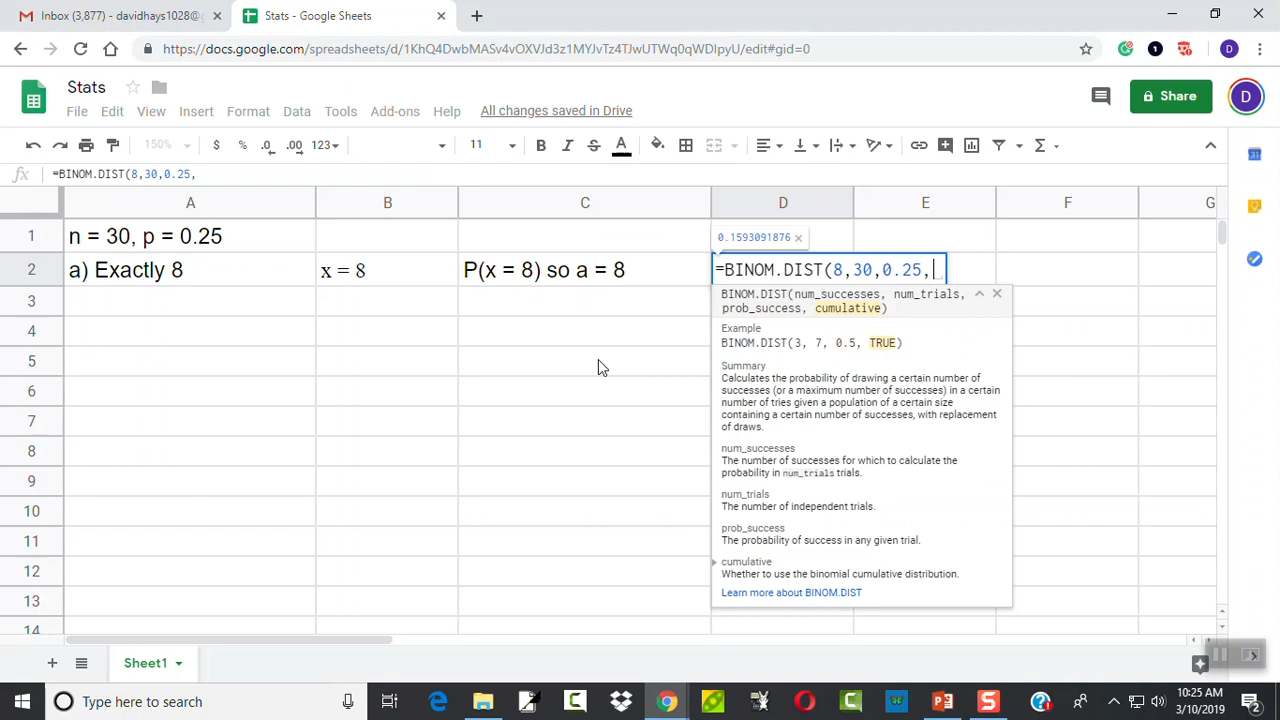 Inbox (3,877) - davidhays1028@
Stats - Google Sheets
https://docs.google.com/spreadsheets/d/1KhQ4DwbMASv4vOXVJd3z1MYJvTz4TJwUTWq0qWDIpyU/edit#gid=0
Stats
Share
File Edit View Insert Format Data Tools Add-ons Help All changes saved in Drive
150% $ % .0 .00 123 11 B I S A
fx =BINOM.DIST(8,30,0.25,
A B C D E F G
1 n = 30, p = 0.25
0.1593091876 ×
2 a) Exactly 8 x = 8 P(x = 8) so a = 8 =BINOM.DIST(8,30,0.25,
3
BINOM.DIST(num_successes, num_trials,
prob_success, cumulative)
4
Example
BINOM.DIST(3, 7, 0.5, TRUE)
5
Summary
Calculates the probability of drawing a certain number of
successes (or a maximum number of successes) in a certain
6
number of tries given a population of a certain size
containing a certain number of successes, with replacement
7
of draws.
8
num_successes
The number of successes for which to calculate the
probability in num_trials trials.
9
num_trials
10
The number of independent trials.
prob_success
11
The probability of success in any given trial.
cumulative
12
Whether to use the binomial cumulative distribution.
Learn more about BINOM.DIST
13
14
Sheet1
Type here to search
10:25 AM
3/10/2019
2